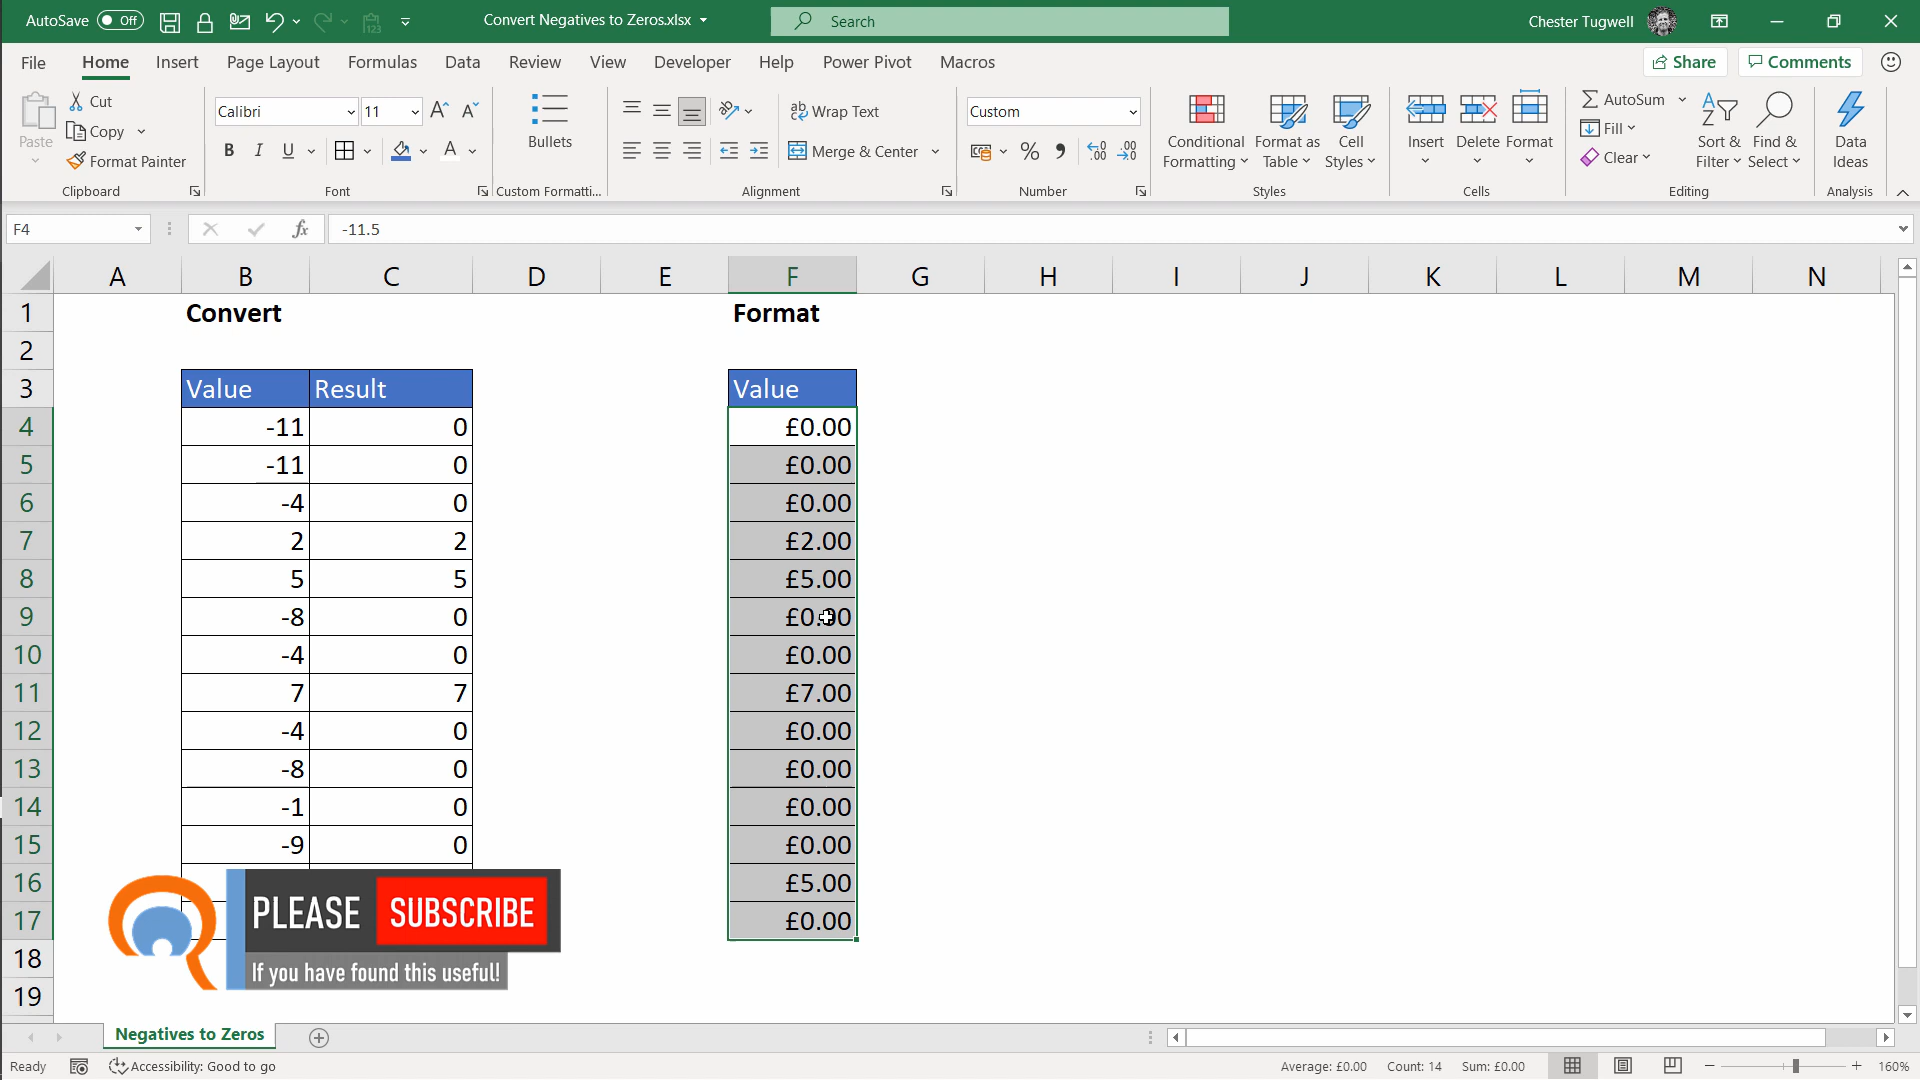 AutoSave Off
Convert Negatives to Zeros.xlsx
Search
Chester Tugwell
File Home Insert Page Layout Formulas Data Review View Developer Help Power Pivot Macros
Share Comments
Paste
Cut
Copy
Format Painter
Clipboard
Calibri 11
B I U
Font
Bullets
Custom Formatti...
Wrap Text
Merge & Center
Alignment
Custom
Number
Conditional Formatting
Format as Table
Cell Styles
Styles
Insert Delete Format
Cells
AutoSum
Fill
Clear
Sort & Filter
Find & Select
Editing
Data Ideas
Analysis
F4 fx -11.5
A B C D E F G H I J K L M N
1 Convert Format
2
3 Value Result Value
4 -11 0 £0.00
5 -11 0 £0.00
6 -4 0 £0.00
7 2 2 £2.00
8 5 5 £5.00
9 -8 0 £0.00
10 -4 0 £0.00
11 7 7 £7.00
12 -4 0 £0.00
13 -8 0 £0.00
14 -1 0 £0.00
15 -9 0 £0.00
16 £5.00
17 £0.00
18
19
PLEASE SUBSCRIBE
If you have found this useful!
Negatives to Zeros
Ready Accessibility: Good to go Average: £0.00 Count: 14 Sum: £0.00 160%